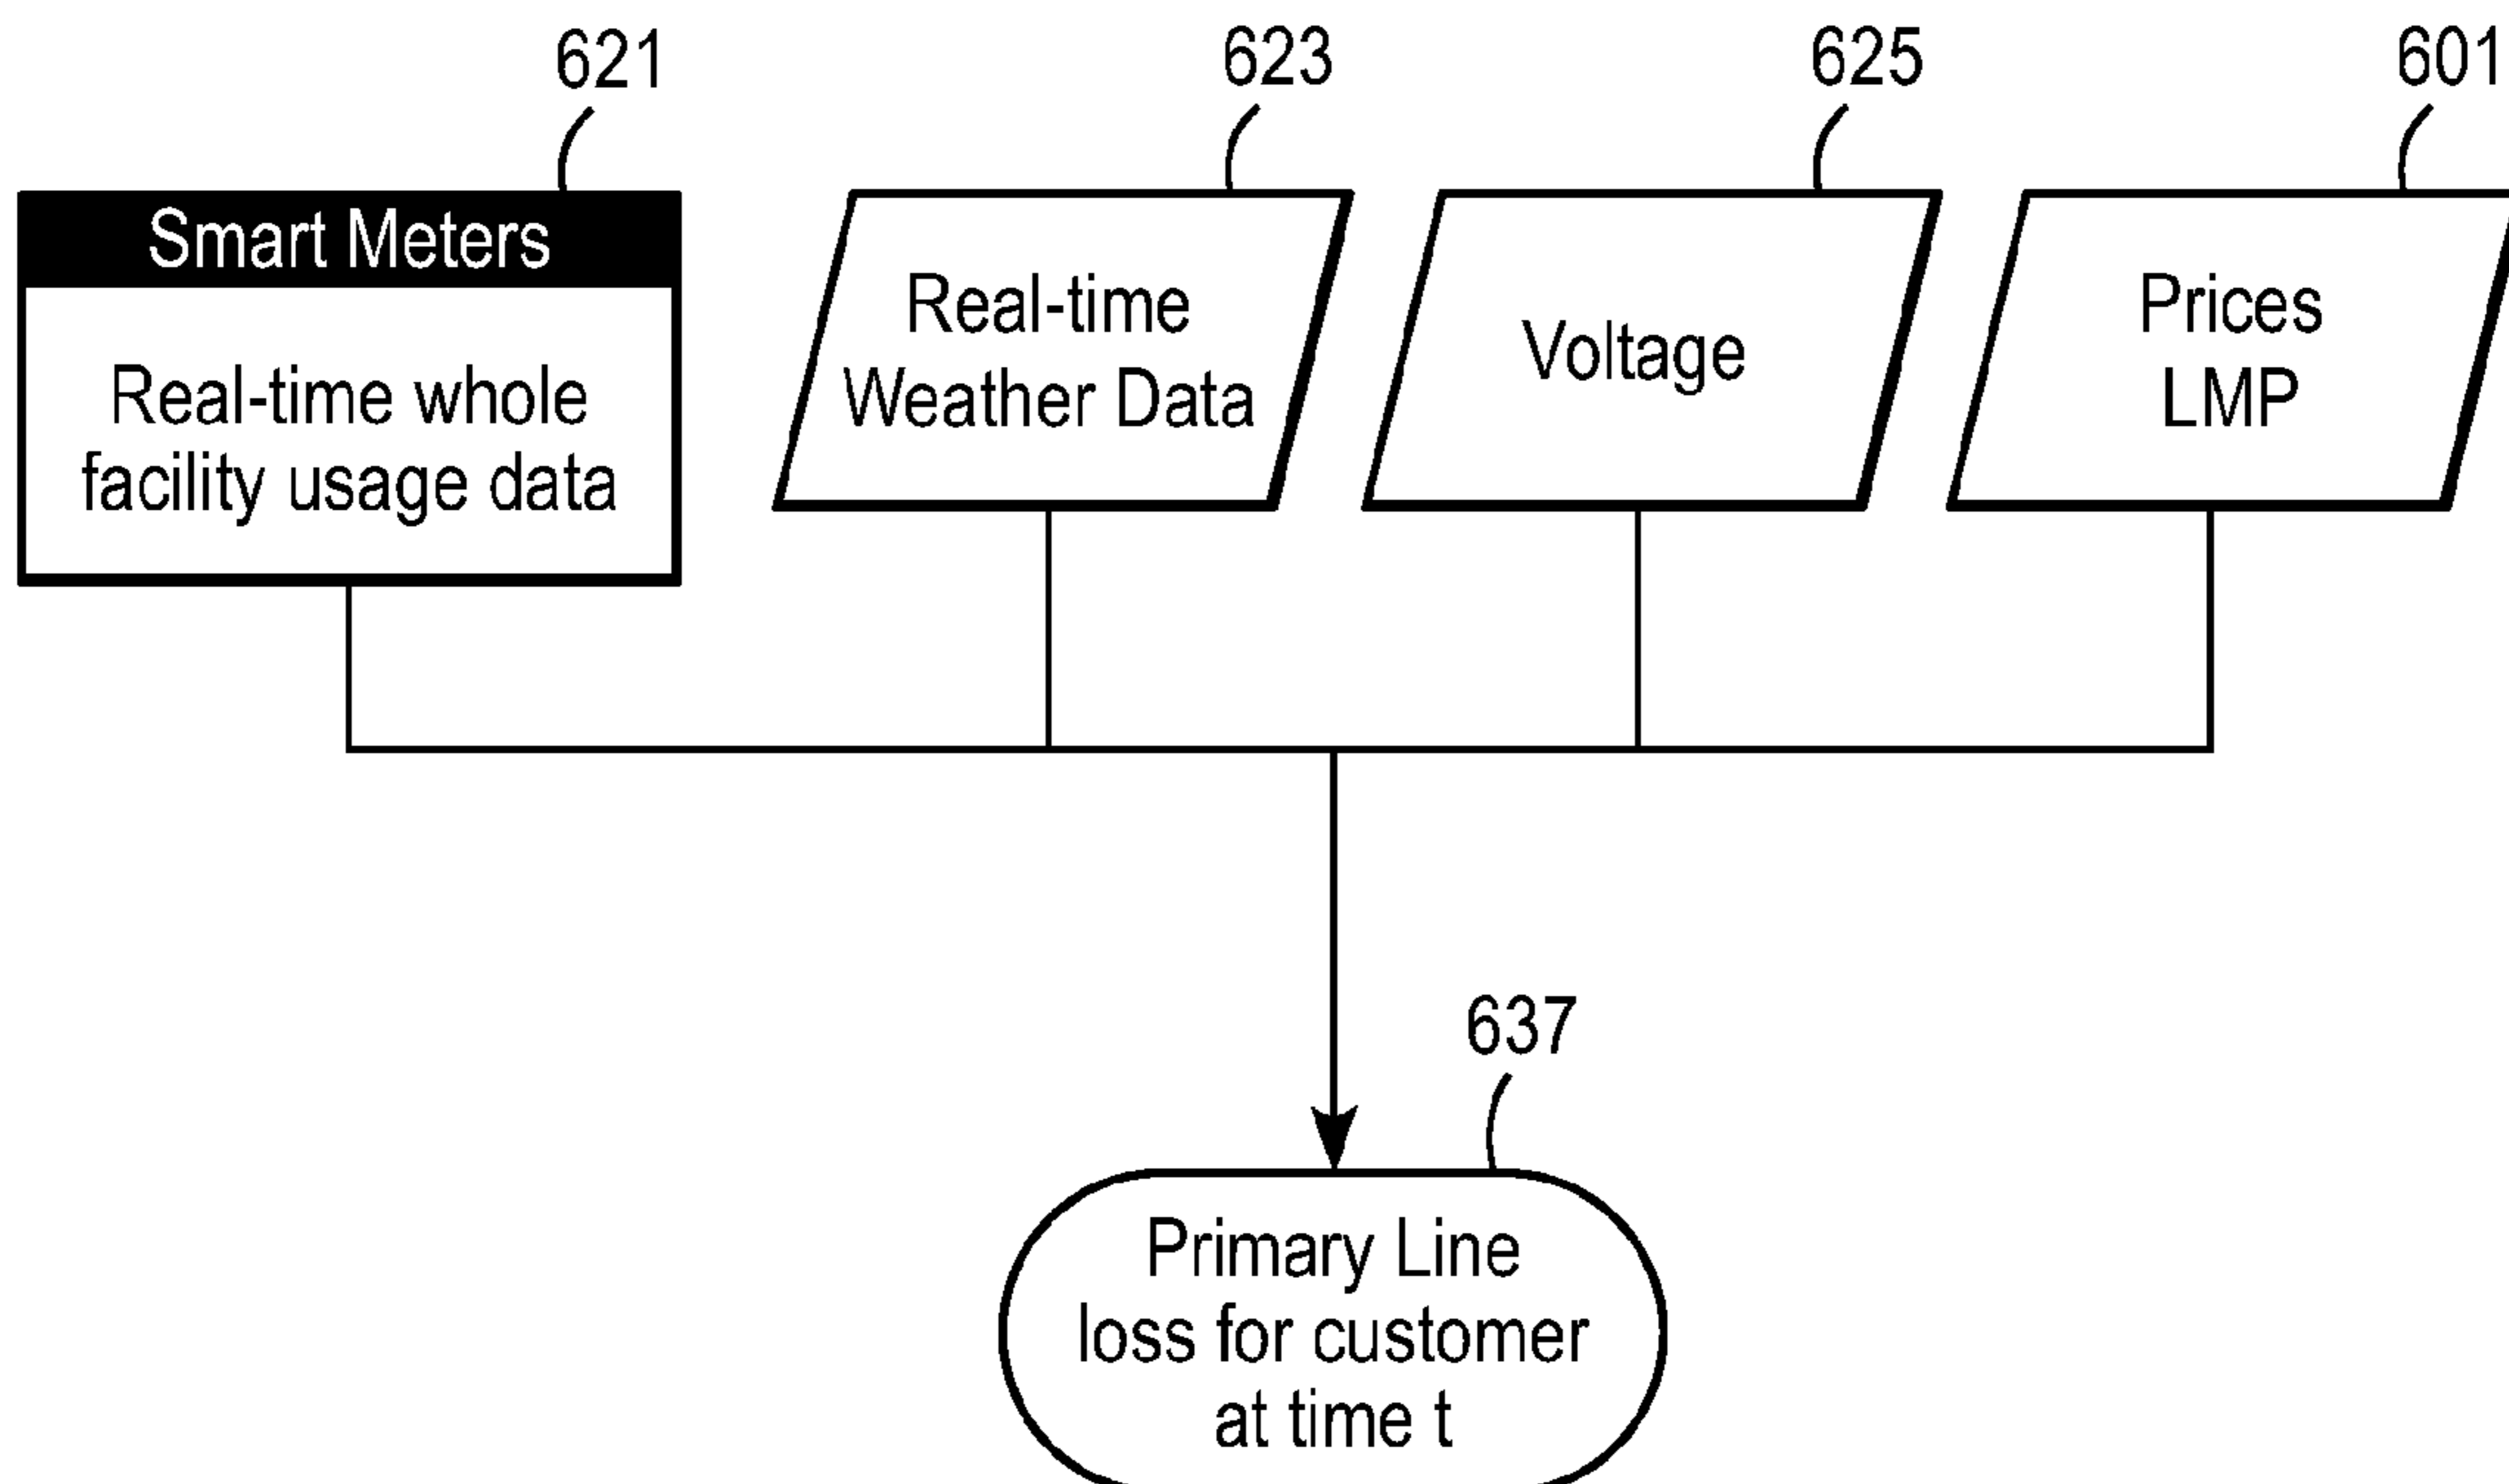 621
623
625
601
Smart Meters
Real-time whole
facility usage data
Real-time
Weather Data
Voltage
Prices
LMP
637
Primary Line
loss for customer
at time t